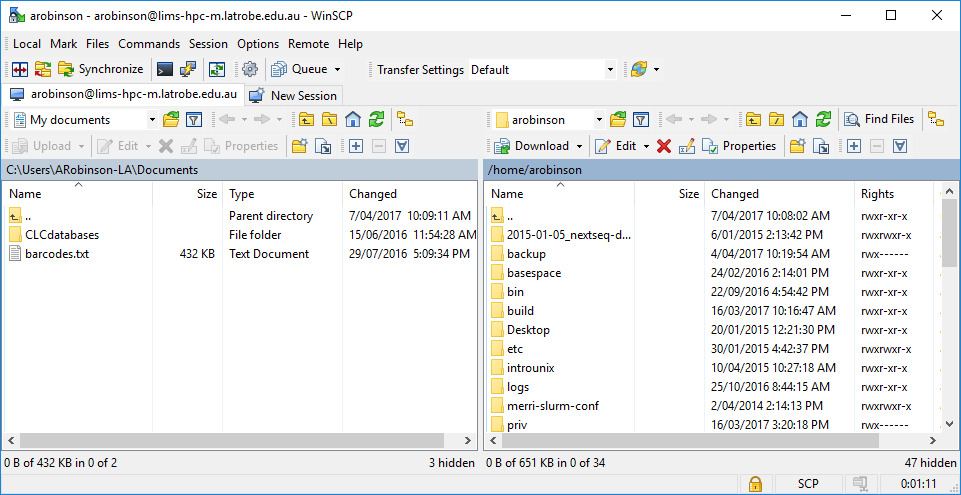 arobinson - arobinson@lims-hpc-m.latrobe.edu.au - WinSCP
Local Mark Files Commands Session Options Remote Help
Synchronize Queue Transfer Settings Default
arobinson@lims-hpc-m.latrobe.edu.au New Session
My documents
Upload Edit Properties
C:\Users\ARobinson-LA\Documents
Name Size Type Changed
.. Parent directory 7/04/2017 10:09:11 AM
CLCdatabases File folder 15/06/2016 11:54:28 AM
barcodes.txt 432 KB Text Document 29/07/2016 5:09:34 PM
0 B of 432 KB in 0 of 2 3 hidden
arobinson Find Files
Download Edit Properties
/home/arobinson
Name Size Changed Rights
.. 7/04/2017 10:08:02 AM rwxr-xr-x
2015-01-05_nextseq-d... 6/01/2015 2:13:42 PM rwxrwxr-x
backup 4/04/2017 10:19:54 AM rwx------
basespace 24/02/2016 2:14:01 PM rwxr-xr-x
bin 22/09/2016 4:54:42 PM rwxr-xr-x
build 16/03/2017 10:16:47 AM rwxr-xr-x
Desktop 20/01/2015 12:21:30 PM rwxr-xr-x
etc 30/01/2015 4:42:37 PM rwxrwxr-x
introunix 10/04/2015 10:27:18 AM rwxr-xr-x
logs 25/10/2016 8:44:15 AM rwxr-xr-x
merri-slurm-conf 2/04/2014 2:14:13 PM rwxrwxr-x
priv 16/03/2017 3:20:18 PM rwx------
0 B of 651 KB in 0 of 34 47 hidden
SCP 0:01:11